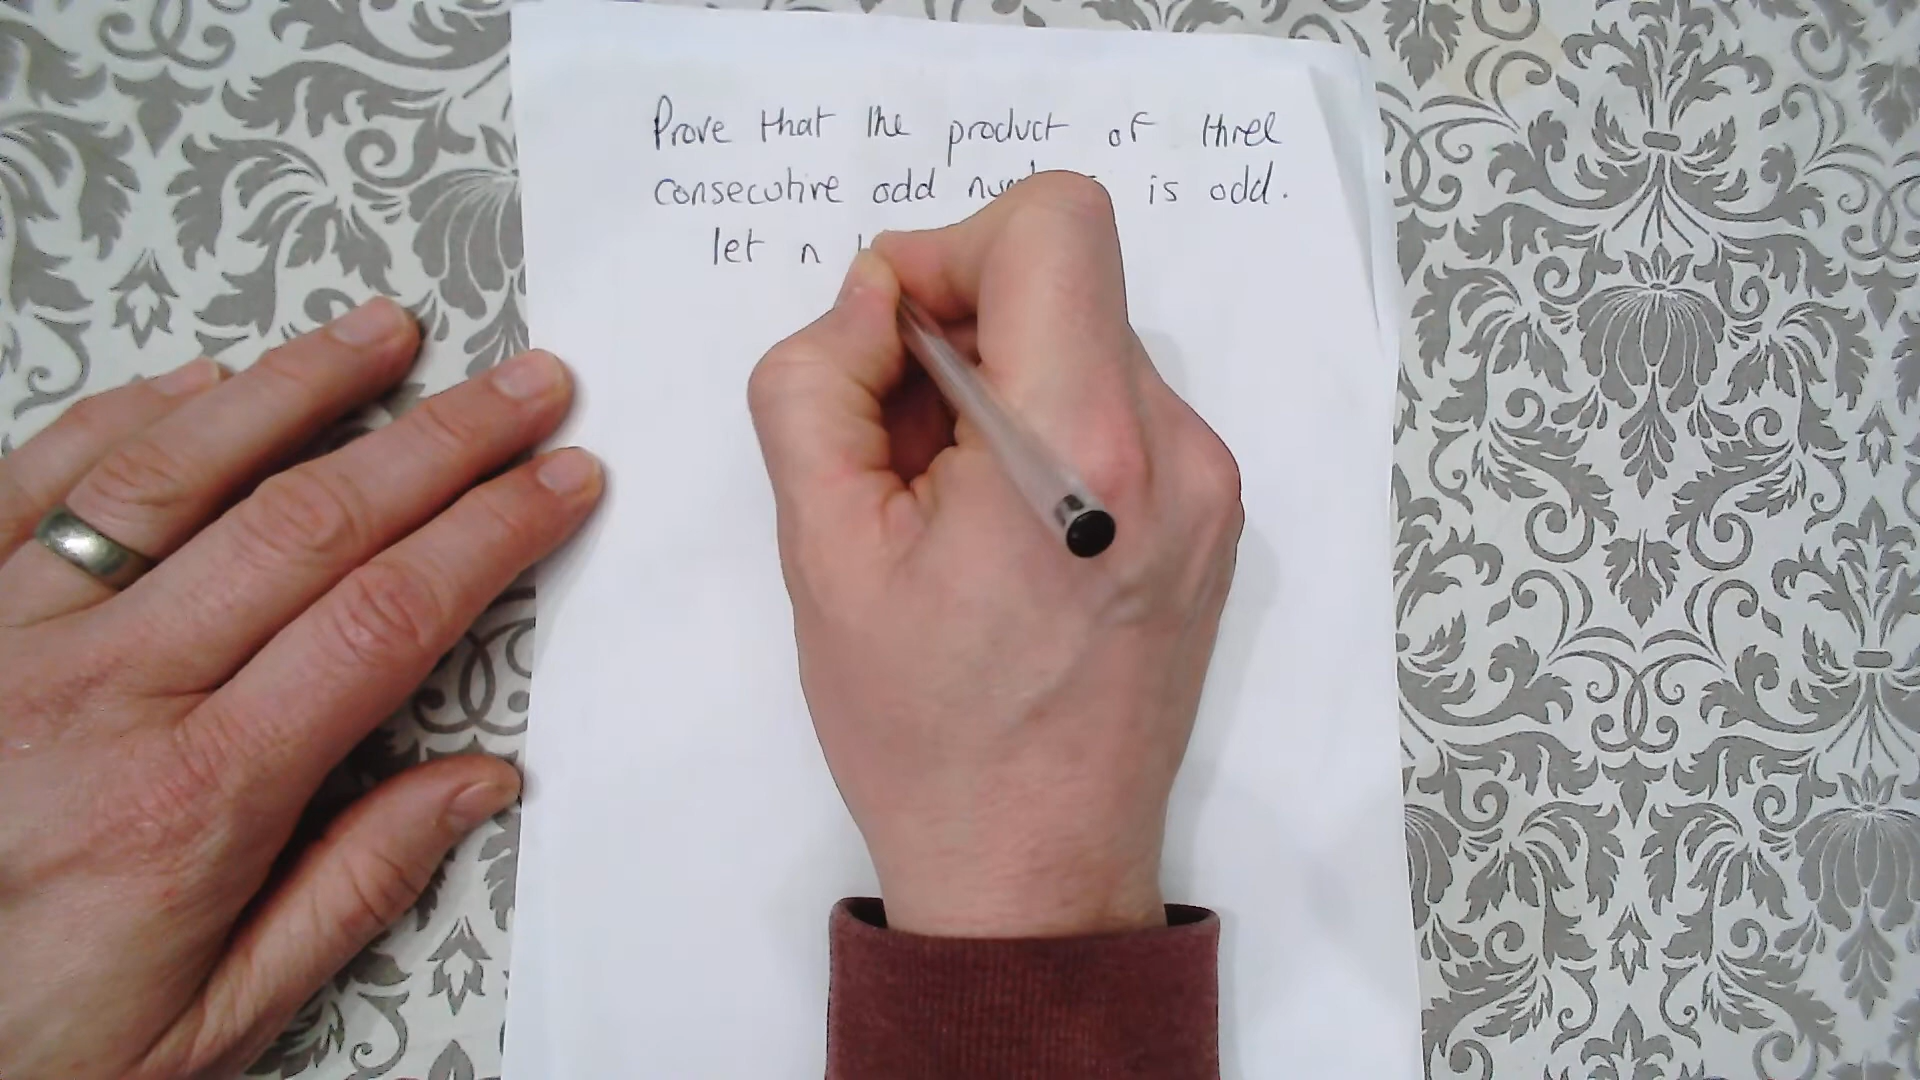 Prove that the product of three
consecutive odd is odd.
let n